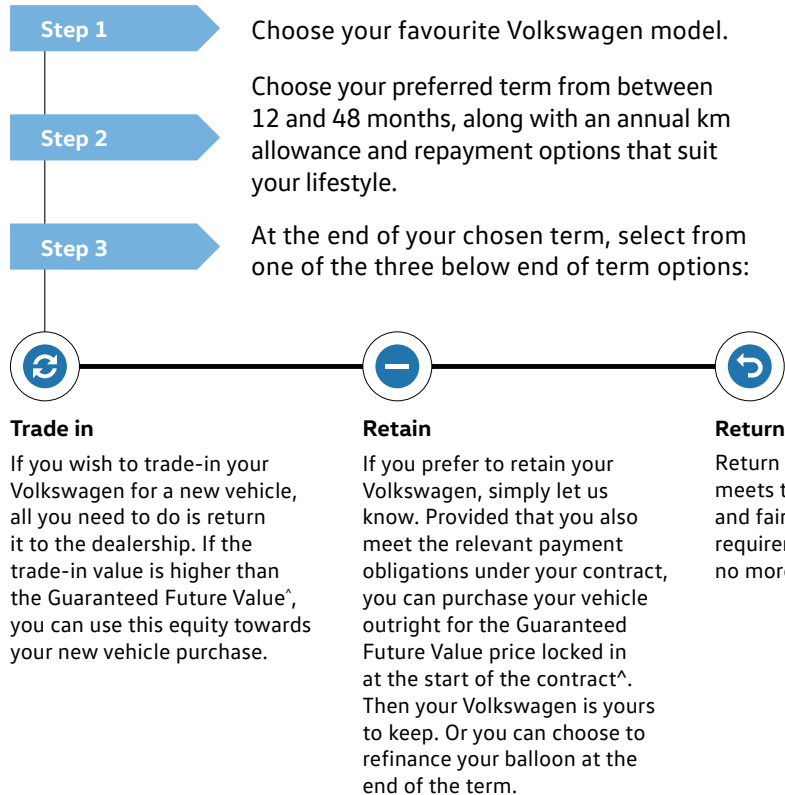 Step 1
Choose your favourite Volkswagen model.
Step 2
Choose your preferred term from between
12 and 48 months, along with an annual km
allowance and repayment options that suit
your lifestyle.
Step 3
At the end of your chosen term, select from
one of the three below end of term options:
Trade in
If you wish to trade-in your
Volkswagen for a new vehicle,
all you need to do is return
it to the dealership. If the
trade-in value is higher than
the Guaranteed Future Value^,
you can use this equity towards
your new vehicle purchase.
Retain
If you prefer to retain your
Volkswagen, simply let us
know. Provided that you also
meet the relevant payment
obligations under your contract,
you can purchase your vehicle
outright for the Guaranteed
Future Value price locked in
at the start of the contract^.
Then your Volkswagen is yours
to keep. Or you can choose to
refinance your balloon at the
end of the term.
Return
Return
meets
and fair
no